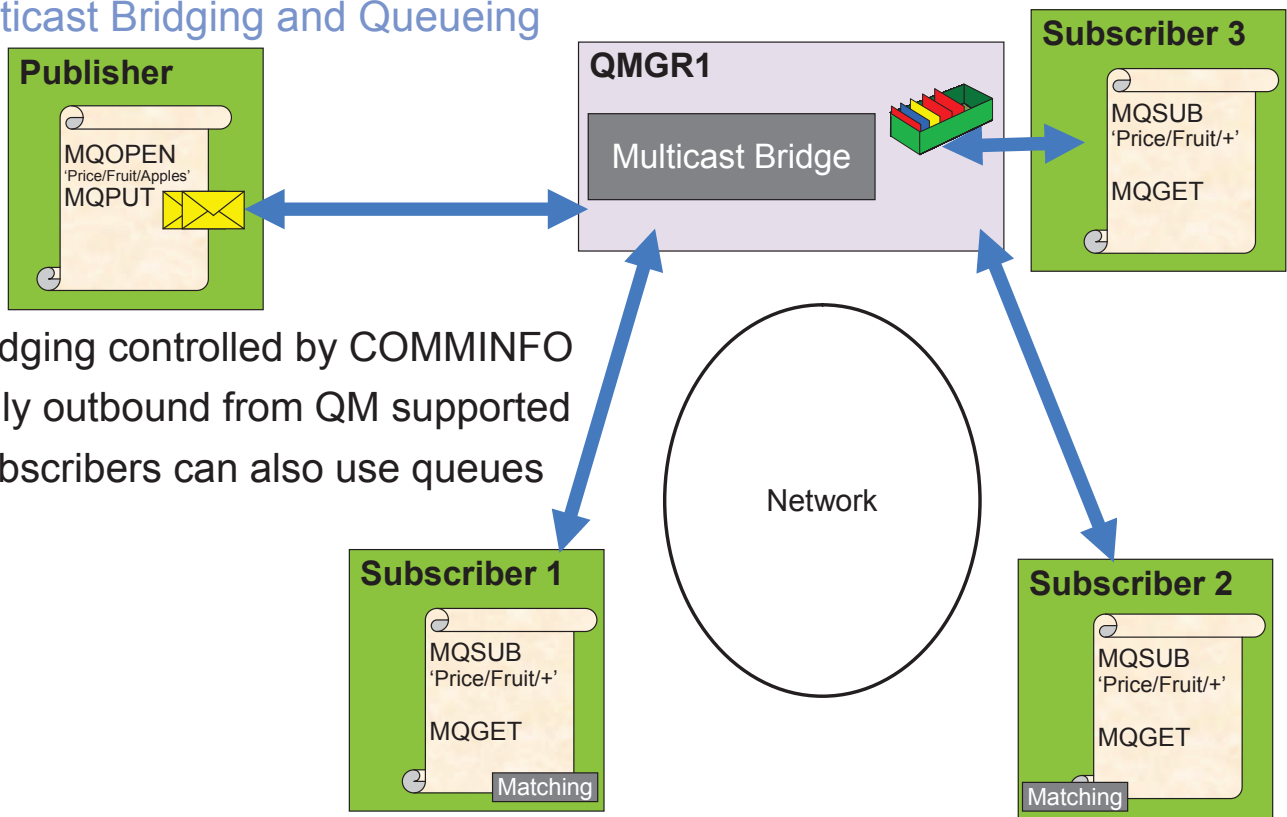 ticast Bridging and Queueing
Publisher
MQOPEN
‘Price/Fruit/Apples’
MQPUT
QMGR1
Multicast Bridge
Subscriber 3
MQSUB
‘Price/Fruit/+’
MQGET
dging controlled by COMMINFO
ly outbound from QM supported
bscribers can also use queues
Network
Subscriber 1
MQSUB
‘Price/Fruit/+’
MQGET
Matching
Subscriber 2
MQSUB
‘Price/Fruit/+’
MQGET
Matching